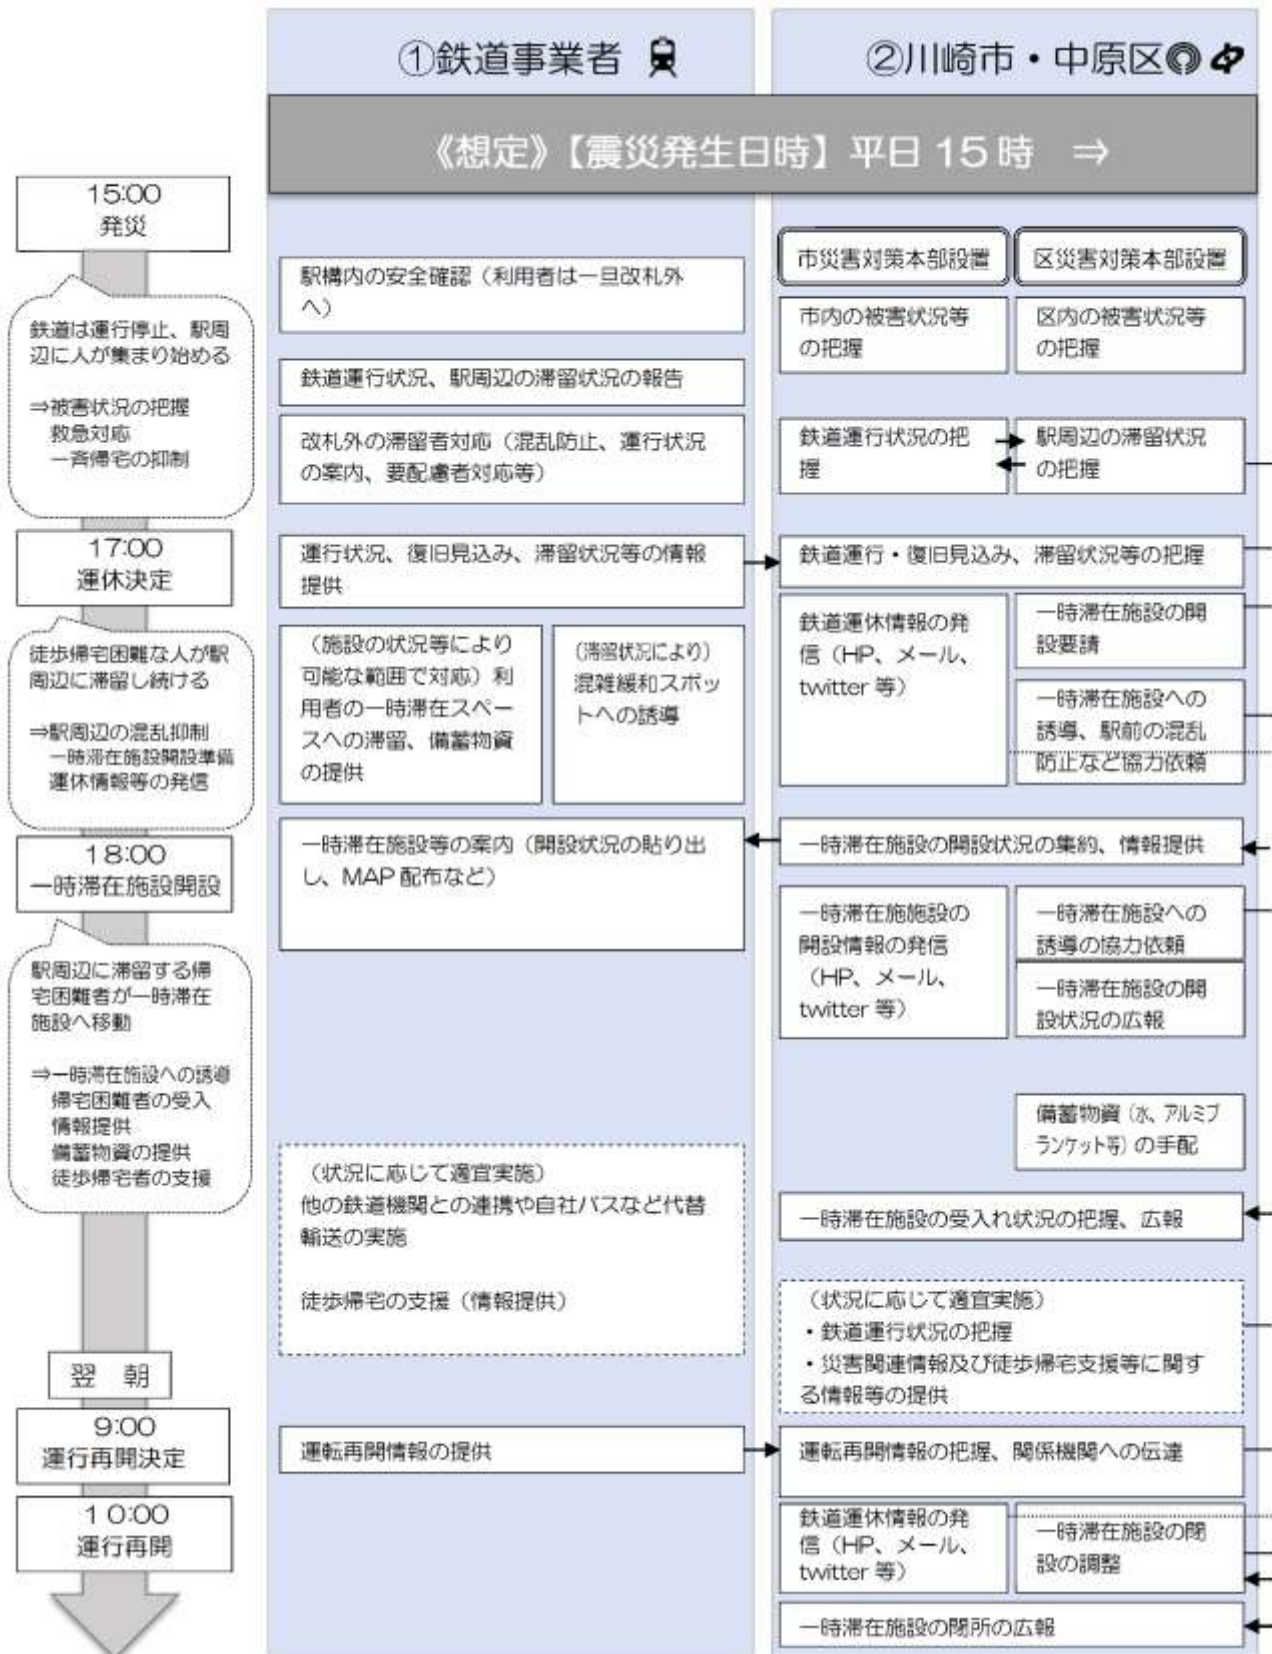 ①鉄道事業者
②川崎市・中原区
《想定》【震災発生日時】平日 15 時 ⇒
15:00
発災
鉄道は運行停止、駅周
辺に人が集まり始める
⇒被害状況の把握
救急対応
一斉帰宅の抑制
駅構内の安全確認（利用者は一旦改札外
へ）
鉄道運行状況、駅周辺の滞留状況の報告
改札外の滞留者対応（混乱防止、運行状況
の案内、要配慮者対応等）
市災害対策本部設置
区災害対策本部設置
市内の被害状況等
の把握
区内の被害状況等
の把握
鉄道運行状況の把
握
駅周辺の滞留状況
の把握
17:00
運休決定
徒歩帰宅困難な人が駅
周辺に滞留し続ける
⇒駅周辺の混乱抑制
一時滞在施設開設準備
運休情報等の発信
運行状況、復旧見込み、滞留状況等の情報
提供
（施設の状況等により
可能な範囲で対応）利
用者の一時滞在スペー
スへの滞留、備蓄物資
の提供
（滞留状況により）
混雑緩和スポッ
トへの誘導
鉄道運行・復旧見込み、滞留状況等の把握
鉄道運休情報の発
信（HP、メール、
twitter 等）
一時滞在施設の開
設要請
一時滞在施設への
誘導、駅前の混乱
防止など協力依頼
18:00
一時滞在施設開設
駅周辺に滞留する帰
宅困難者が一時滞在
施設へ移動
⇒一時滞在施設への誘導
帰宅困難者の受入
情報提供
備蓄物資の提供
徒歩帰宅者の支援
一時滞在施設等の案内（開設状況の貼り出
し、MAP 配布など）
一時滞在施設の開設状況の集約、情報提供
一時滞在施施設の
開設情報の発信
（HP、メール、
twitter 等）
一時滞在施設への
誘導の協力依頼
一時滞在施設の開
設状況の広報
備蓄物資（水、アルミブ
ランケット等）の手配
（状況に応じて適宜実施）
他の鉄道機関との連携や自社バスなど代替
輸送の実施
徒歩帰宅の支援（情報提供）
一時滞在施設の受入れ状況の把握、広報
（状況に応じて適宜実施）
・鉄道運行状況の把握
・災害関連情報及び徒歩帰宅支援等に関す
る情報等の提供
翌 朝
9:00
運行再開決定
運転再開情報の提供
運転再開情報の把握、関係機関への伝達
10:00
運行再開
鉄道運休情報の発
信（HP、メール、
twitter 等）
一時滞在施設の閉
設の調整
一時滞在施設の閉所の広報